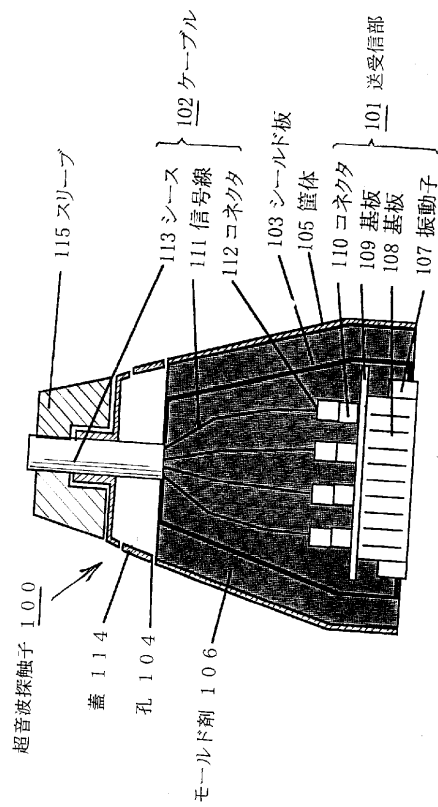 超音波探触子 100
蓋 114
孔 104
モールド剤 106
115 スリーブ
113 シース
111 信号線
112 コネクタ
102 ケーブル
103 シールド板
105 筐体
110 コネクタ
109 基板
108 基板
107 振動子
101 送受信部